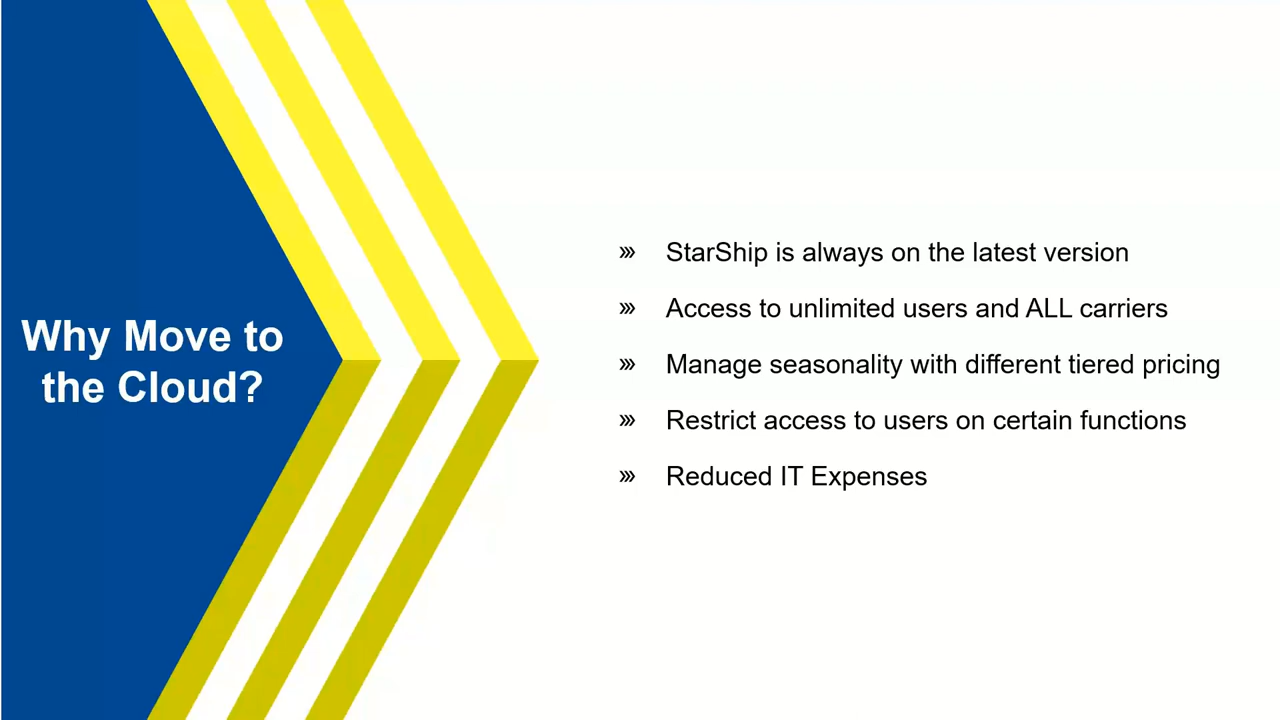 Why Move to
the Cloud?
››› StarShip is always on the latest version
››› Access to unlimited users and ALL carriers
››› Manage seasonality with different tiered pricing
››› Restrict access to users on certain functions
››› Reduced IT Expenses